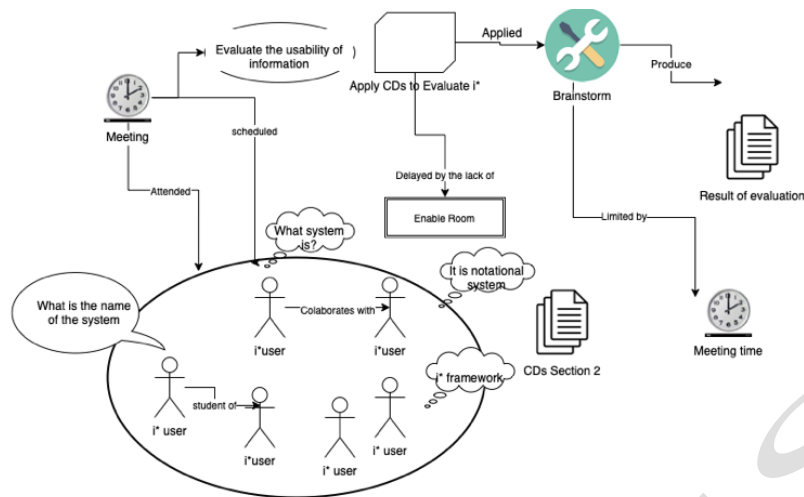 Evaluate the usability of
information
Applied
Produce
Apply CDs to Evaluate i*
Brainstorm
Meeting
scheduled
Delayed by the lack of
Result of evaluation
Attended
Enable Room
Limited by
What system
is?
It is notational
system
What is the name
of the system
Colaborates with
i*user
i*user
Meeting time
CDs Section 2
i* framework
student of
i* user
i*user
i* user
i* user